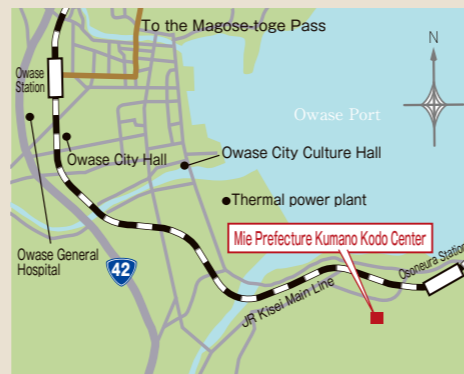 To the Magose-toge Pass
N
Owase
Station
Owase Port
Owase City Hall
Owase City Culture Hall
Thermal power plant
Mie Prefecture Kumano Kodo Center
Owase General
Hospital
42
Osoneura Station
JR Kisei Main Line